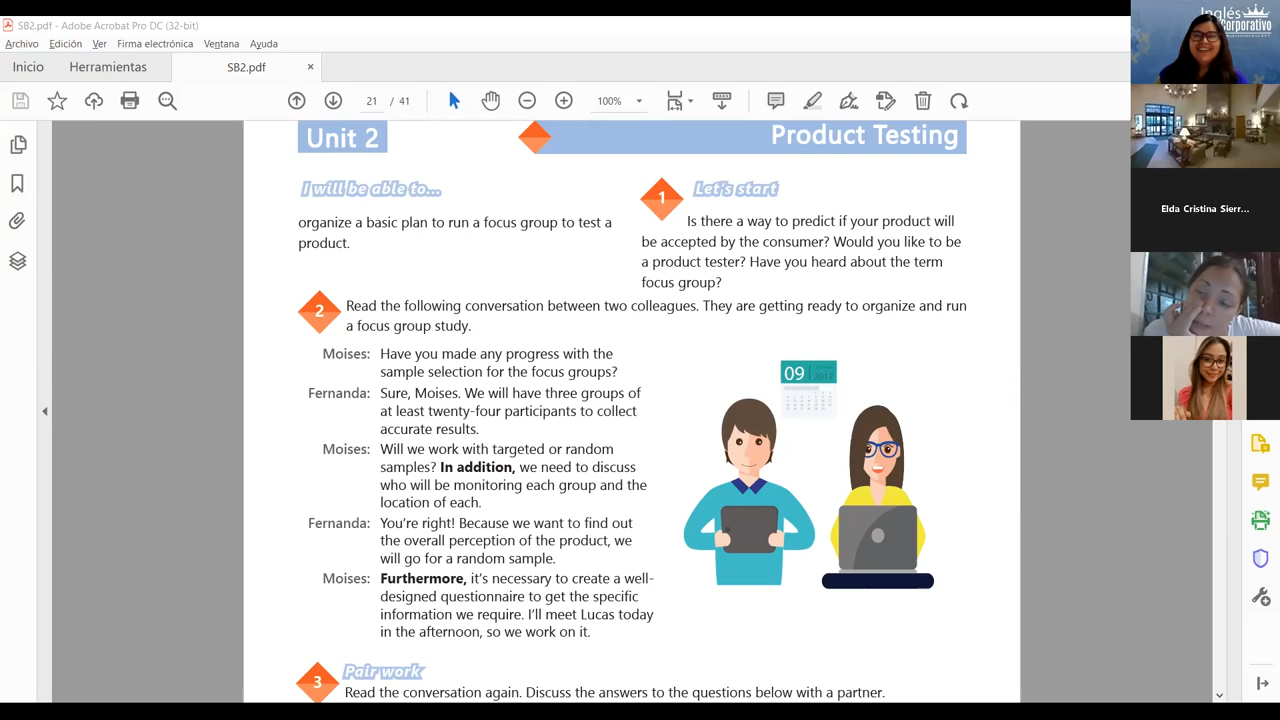 SB2.pdf - Adobe Acrobat Pro DC (32-bit)
Archivo Edición Ver Firma electrónica Ventana Ayuda
Inicio Herramientas SB2.pdf ×
21 / 41 100%
Unit 2 Product Testing
I will be able to...
organize a basic plan to run a focus group to test a
product.
1 Let's start
Is there a way to predict if your product will
be accepted by the consumer? Would you like to be
a product tester? Have you heard about the term
focus group?
2 Read the following conversation between two colleagues. They are getting ready to organize and run
a focus group study.
Moises: Have you made any progress with the
sample selection for the focus groups?
Fernanda: Sure, Moises. We will have three groups of
at least twenty-four participants to collect
accurate results.
Moises: Will we work with targeted or random
samples? In addition, we need to discuss
who will be monitoring each group and the
location of each.
Fernanda: You're right! Because we want to find out
the overall perception of the product, we
will go for a random sample.
Moises: Furthermore, it's necessary to create a well-
designed questionnaire to get the specific
information we require. I'll meet Lucas today
in the afternoon, so we work on it.
09
2017
3 Pair work
Read the conversation again. Discuss the answers to the questions below with a partner.
Inglés
Corporativo
Elda Cristina Sierr...